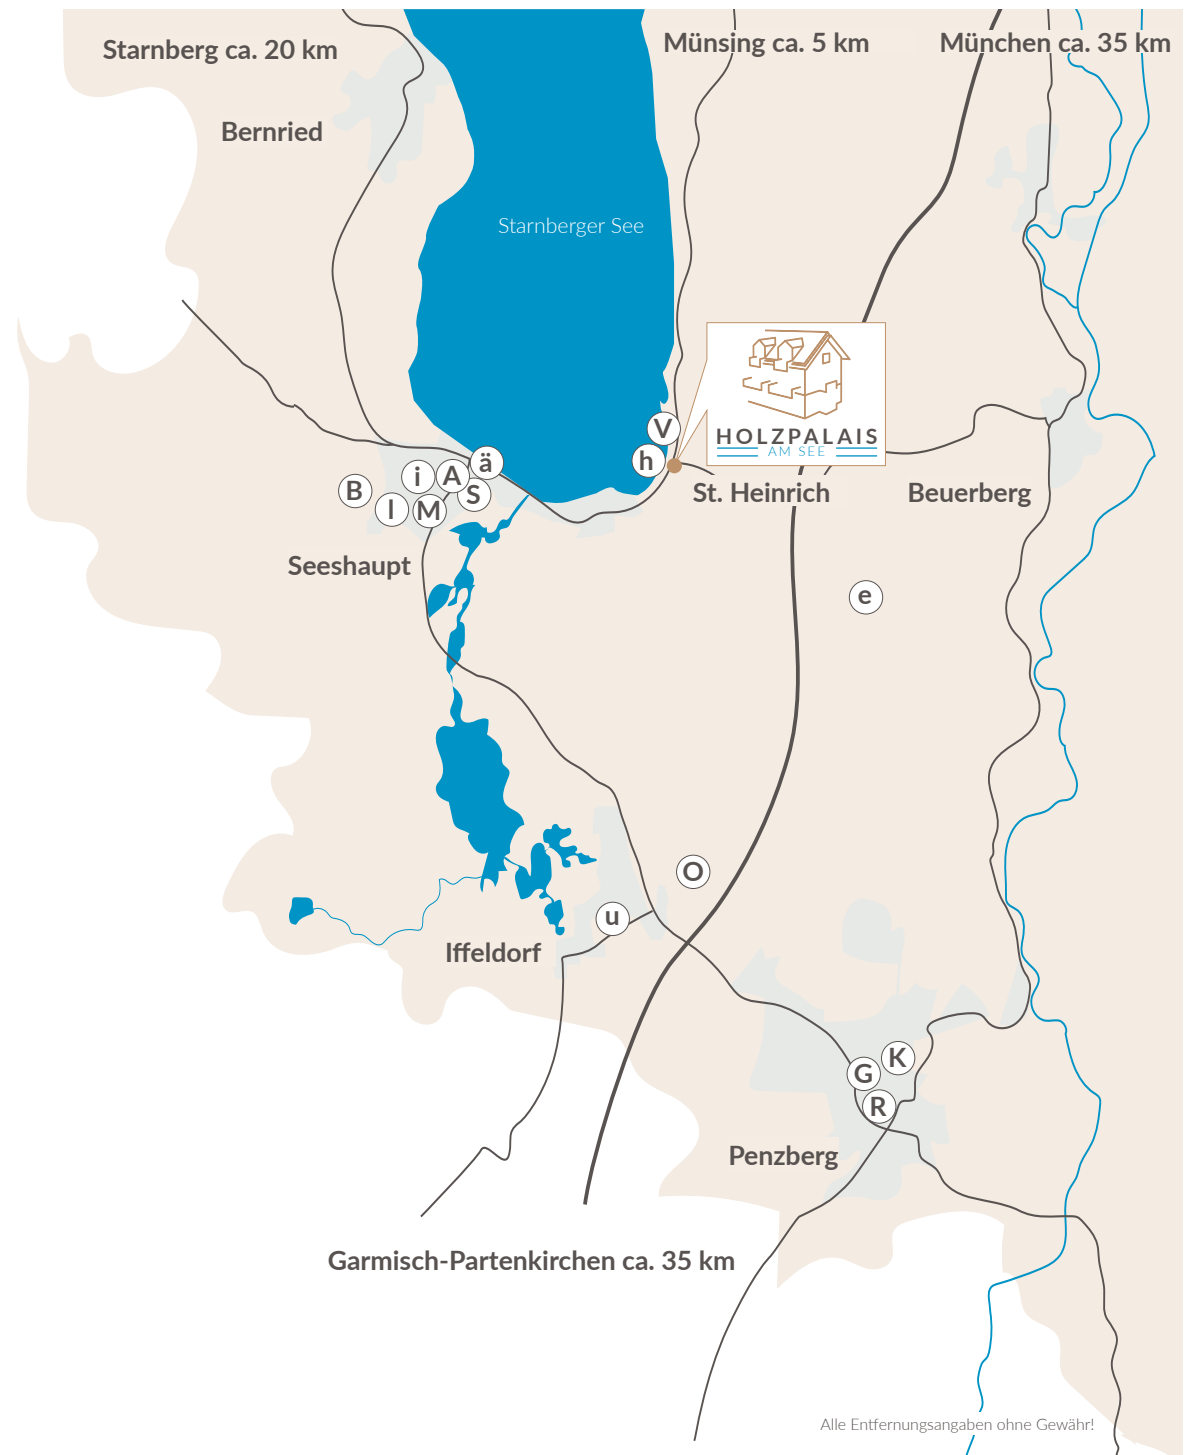 Starnberg ca. 20 km
Münsing ca. 5 km
München ca. 35 km
Bernried
Starnberger See
V
HOLZPALAIS
AM SEE
h
ä
i
A
B
S
l
M
St. Heinrich
Beuerberg
Seeshaupt
e
O
u
Iffeldorf
K
G
R
Penzberg
Garmisch-Partenkirchen ca. 35 km
Alle Entfernungsangaben ohne Gewähr!